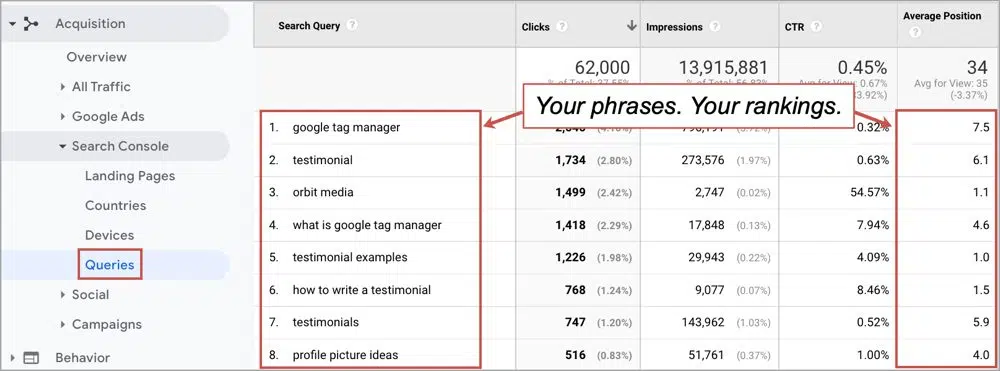 Acquisition
Overview
All Traffic
Google Ads
Search Console
Landing Pages
Countries
Devices
Queries
Social
Campaigns
Behavior
Search Query ? Clicks ? Impressions ? CTR ? Average Position ?
62,000 13,915,881 0.45% 34
% of Total: 37.55% % of Total: 56.83% Avg for View: 0.67% Avg for View: 35
(-3.37%)
Your phrases. Your rankings.
1. google tag manager 0.32% 7.5
2. testimonial 1,734 (2.80%) 273,576 (1.97%) 0.63% 6.1
3. orbit media 1,499 (2.42%) 2,747 (0.02%) 54.57% 1.1
4. what is google tag manager 1,418 (2.29%) 17,848 (0.13%) 7.94% 4.6
5. testimonial examples 1,226 (1.98%) 29,943 (0.22%) 4.09% 1.0
6. how to write a testimonial 768 (1.24%) 9,077 (0.07%) 8.46% 1.5
7. testimonials 747 (1.20%) 143,962 (1.03%) 0.52% 5.9
8. profile picture ideas 516 (0.83%) 51,761 (0.37%) 1.00% 4.0